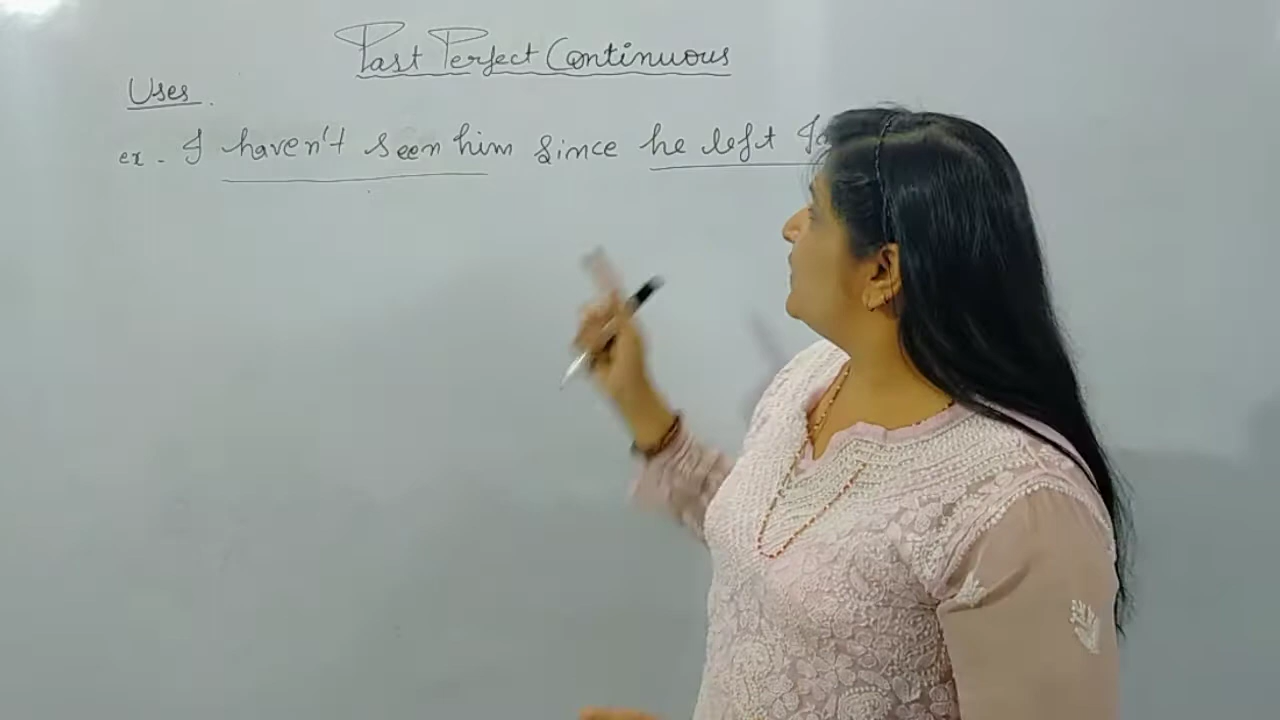 Past Perfect Continuous
Uses.
ex - I haven't seen him since he left